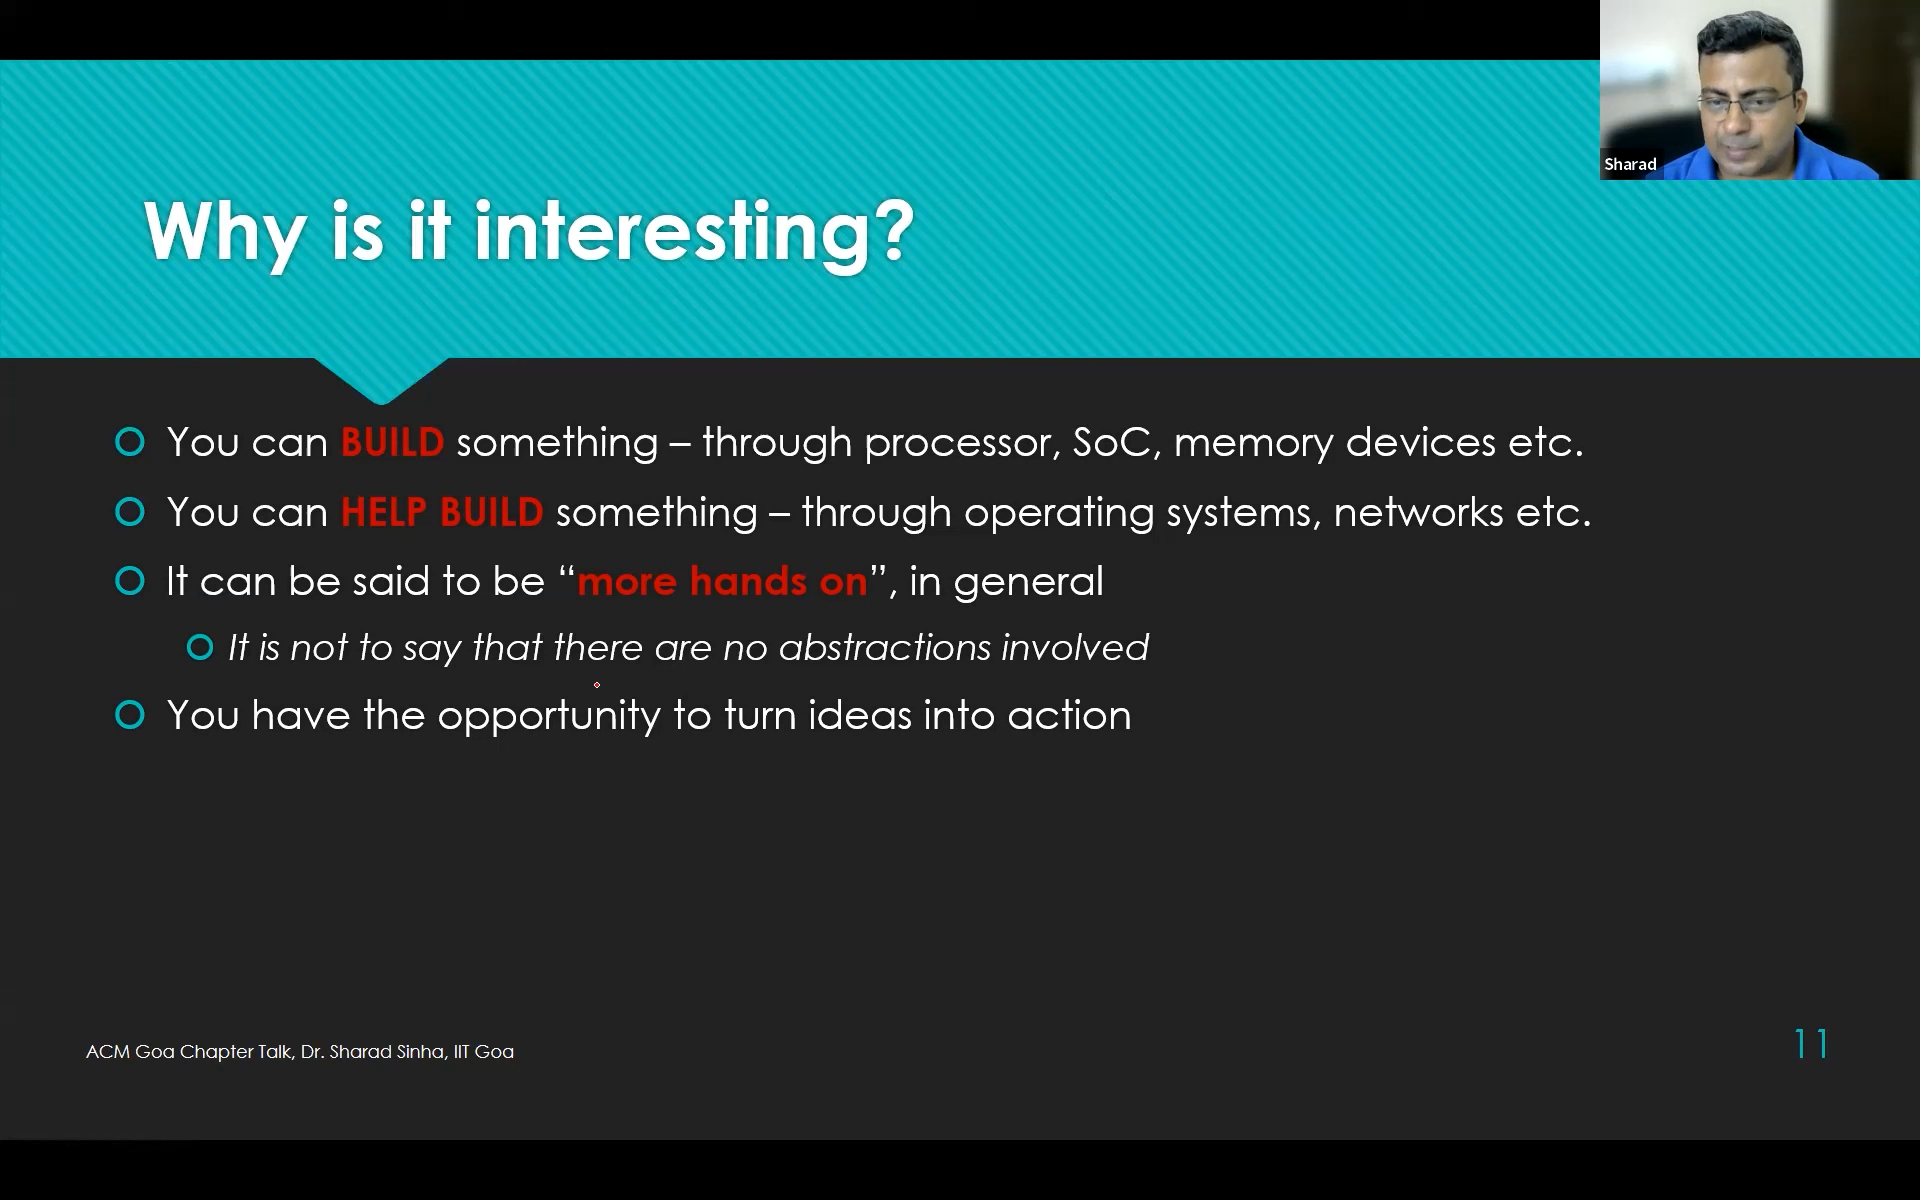 Sharad
Why is it interesting?
You can BUILD something – through processor, SoC, memory devices etc.
You can HELP BUILD something – through operating systems, networks etc.
It can be said to be “more hands on”, in general
It is not to say that there are no abstractions involved
You have the opportunity to turn ideas into action
ACM Goa Chapter Talk, Dr. Sharad Sinha, IIT Goa
11